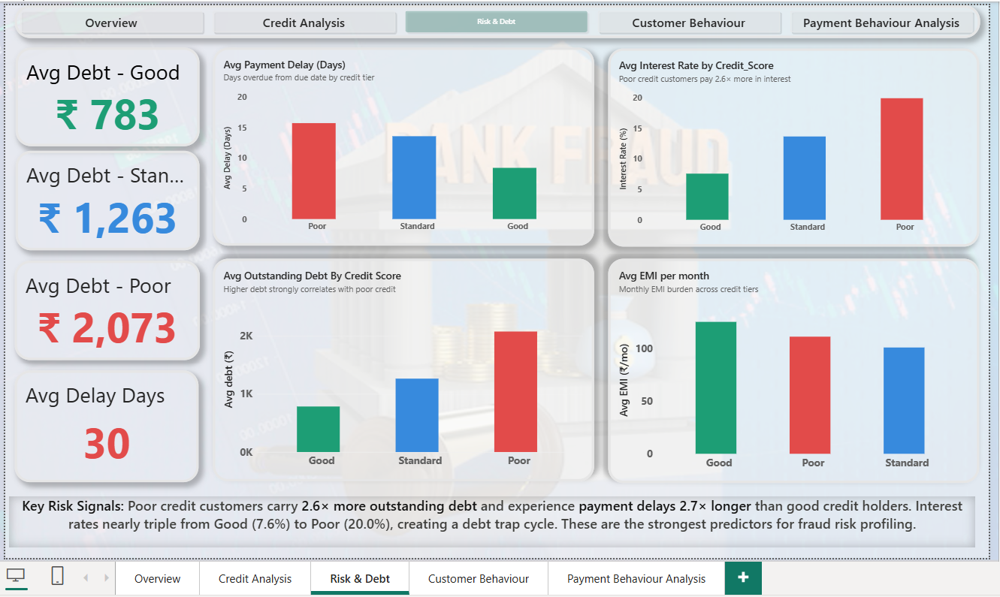 Overview
Credit Analysis
Risk & Debt
Customer Behaviour
Payment Behaviour Analysis
Avg Debt - Good
₹ 783
Avg Debt - Stan...
₹ 1,263
Avg Debt - Poor
₹ 2,073
Avg Delay Days
30
Avg Payment Delay (Days)
Days overdue from due date by credit tier
Avg Delay (Days)
20
15
10
5
0
Poor
Standard
Good
Avg Interest Rate by Credit_Score
Poor credit customers pay 2.6× more in interest
Interest Rate (%)
20
15
10
5
0
Good
Standard
Poor
BANK FRAUD
Avg Outstanding Debt By Credit Score
Higher debt strongly correlates with poor credit
Avg debt (₹)
2K
1K
0K
Good
Standard
Poor
Avg EMI per month
Monthly EMI burden across credit tiers
Avg EMI (₹/mo)
100
50
0
Good
Poor
Standard
Key Risk Signals: Poor credit customers carry 2.6× more outstanding debt and experience payment delays 2.7× longer than good credit holders. Interest
rates nearly triple from Good (7.6%) to Poor (20.0%), creating a debt trap cycle. These are the strongest predictors for fraud risk profiling.
Overview
Credit Analysis
Risk & Debt
Customer Behaviour
Payment Behaviour Analysis
+